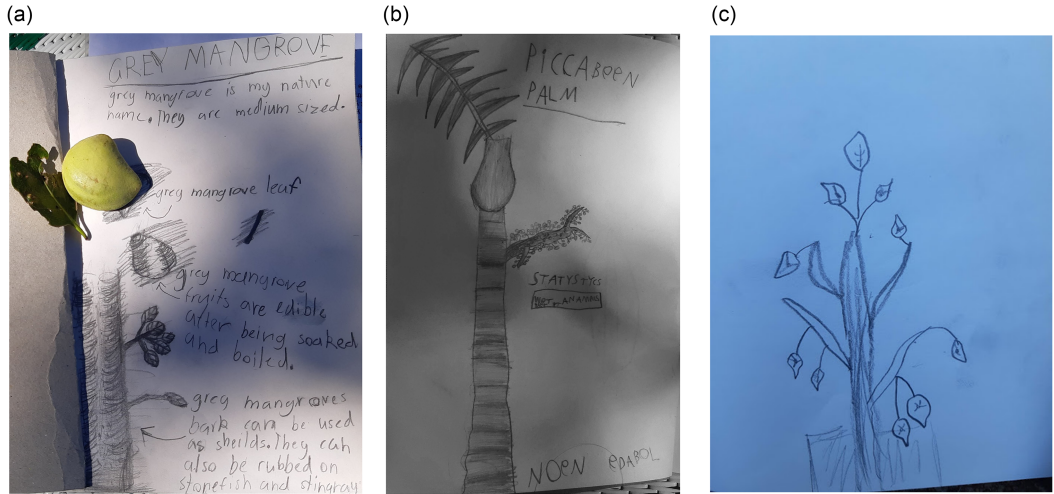 (a)
GREY MANGROVE
grey mangrove is my nature
name. They are medium sized.
grey mangrove leaf
grey mangrove
fruits are edible
after being soaked
and boiled.
grey mangroves
bark can be used
as sheilds. They can
also be rubbed on
stonefish and stingray
(b)
PICCABEEN
PALM
STATYSTYCS
NOEN EDABOL
(c)